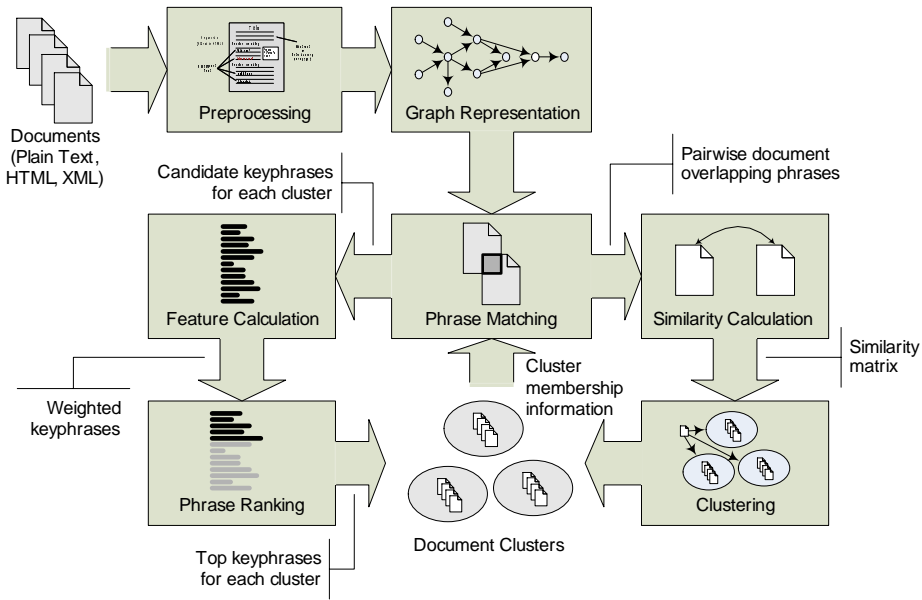 Title
Preprocessing
Graph Representation
Documents
(Plain Text,
HTML, XML)
Candidate keyphrases
for each cluster
Pairwise document
overlapping phrases
Feature Calculation
Phrase Matching
Similarity Calculation
Weighted
keyphrases
Cluster
membership
information
Similarity
matrix
Phrase Ranking
Document Clusters
Clustering
Top keyphrases
for each cluster